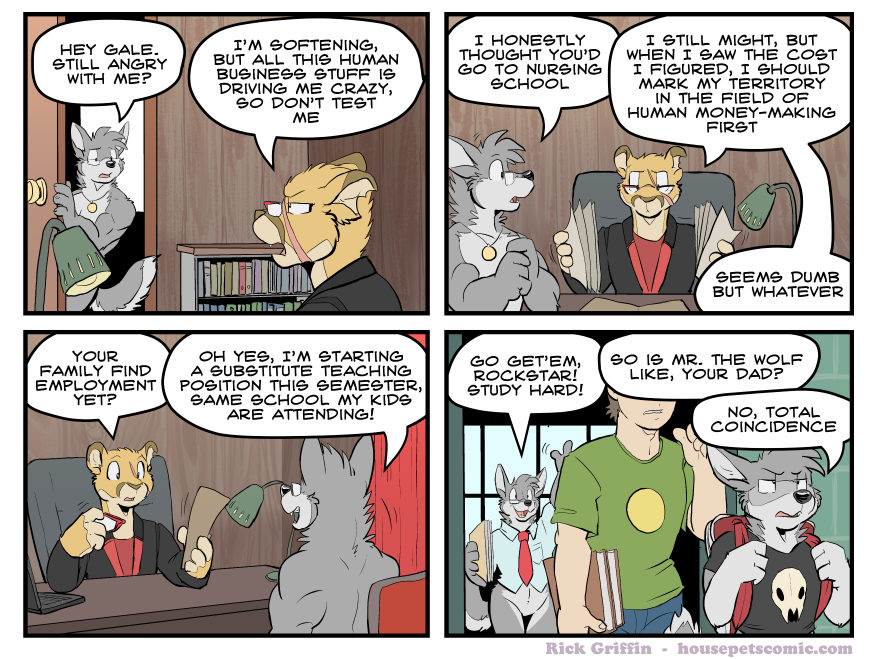 HEY GALE.
STILL ANGRY
WITH ME?
I'M SOFTENING,
BUT ALL THIS HUMAN
BUSINESS STUFF IS
DRIVING ME CRAZY,
SO DON'T TEST
ME
I HONESTLY
THOUGHT YOU'D
GO TO NURSING
SCHOOL
I STILL MIGHT, BUT
WHEN I SAW THE COST
I FIGURED, I SHOULD
MARK MY TERRITORY
IN THE FIELD OF
HUMAN MONEY-MAKING
FIRST
SEEMS DUMB
BUT WHATEVER
YOUR
FAMILY FIND
EMPLOYMENT
YET?
OH YES, I'M STARTING
A SUBSTITUTE TEACHING
POSITION THIS SEMESTER,
SAME SCHOOL MY KIDS
ARE ATTENDING!
GO GET'EM,
ROCKSTAR!
STUDY HARD!
SO IS MR. THE WOLF
LIKE, YOUR DAD?
NO, TOTAL
COINCIDENCE
Rick Griffin - housepetscomic.com